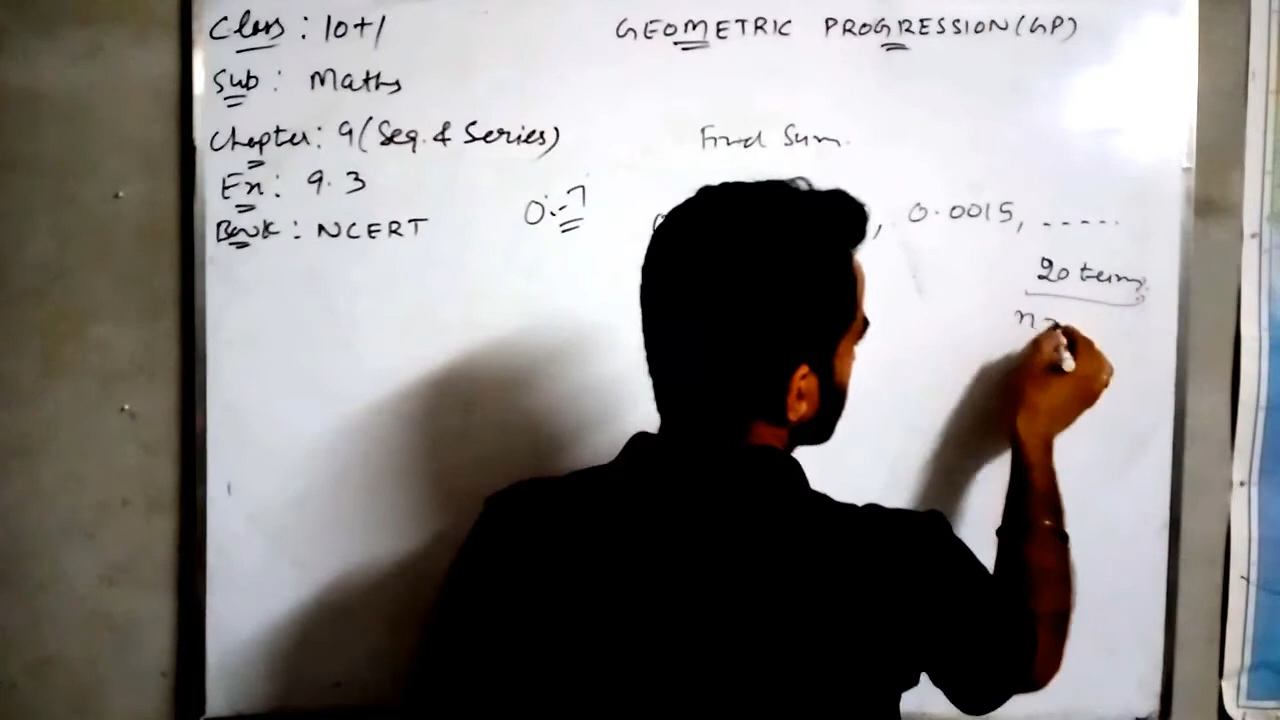 Class : 10+1
GEOMETRIC PROGRESSION(GP)
Sub : Maths
Chapter: 9(Seq. & Series)
Find Sum.
Ex: 9.3
Q:-7
, 0.0015, .....
Book : NCERT
20 terms
n =